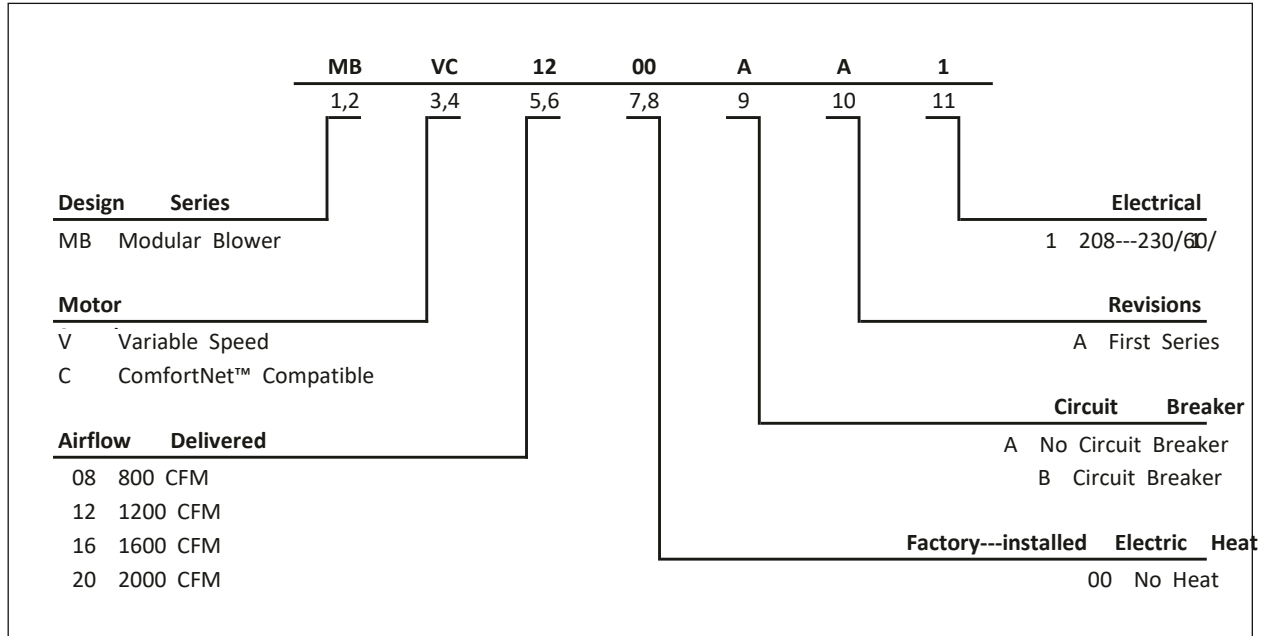 MB VC 12 00 A A 1
1,2 3,4 5,6 7,8 9 10 11
Design Series
MB Modular Blower
Motor
V Variable Speed
C ComfortNet™ Compatible
Airflow Delivered
08 800 CFM
12 1200 CFM
16 1600 CFM
20 2000 CFM
Electrical
1 208---230/60/
Revisions
A First Series
Circuit Breaker
A No Circuit Breaker
B Circuit Breaker
Factory---installed Electric Heat
00 No Heat